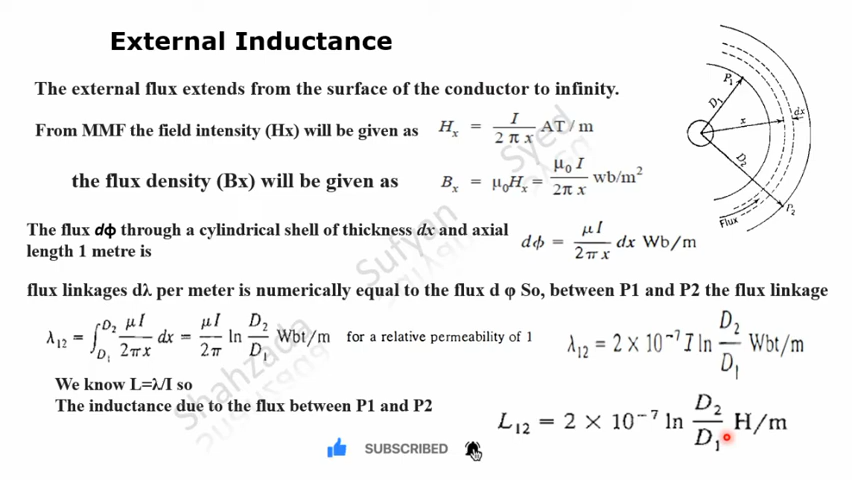 External Inductance
The external flux extends from the surface of the conductor to infinity.
From MMF the field intensity (Hx) will be given as Hₓ = I / 2πx AT/m
the flux density (Bx) will be given as Bₓ = μ₀Hₓ = μ₀I / 2πx wb/m²
The flux dϕ through a cylindrical shell of thickness dx and axial
length 1 metre is
dϕ = μI / 2πx dx Wb/m
flux linkages dλ per meter is numerically equal to the flux d φ So, between P1 and P2 the flux linkage
λ₁₂ = ∫_{D₁}^{D₂} μI / 2πx dx = μI / 2π ln D₂ / D₁ Wbt/m for a relative permeability of 1 λ₁₂ = 2 × 10⁻⁷ I ln D₂ / D₁ Wbt/m
We know L=λ/I so
The inductance due to the flux between P1 and P2
L₁₂ = 2 × 10⁻⁷ ln D₂ / D₁ H/m
P₁
D₁
x
dx
D₂
P₂
Flux
Shahzada Sufyan Syed
SUBSCRIBED